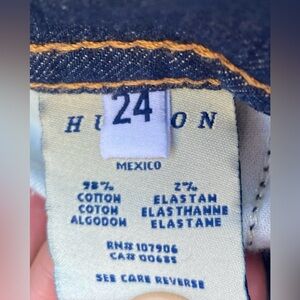 24
HU ON
MEXICO
98% 2%
COTTON ELASTAN
COTON ELASTHANNE
ALGODON ELASTANE
RN# 107906
CA# 00685
SEE CARE REVERSE